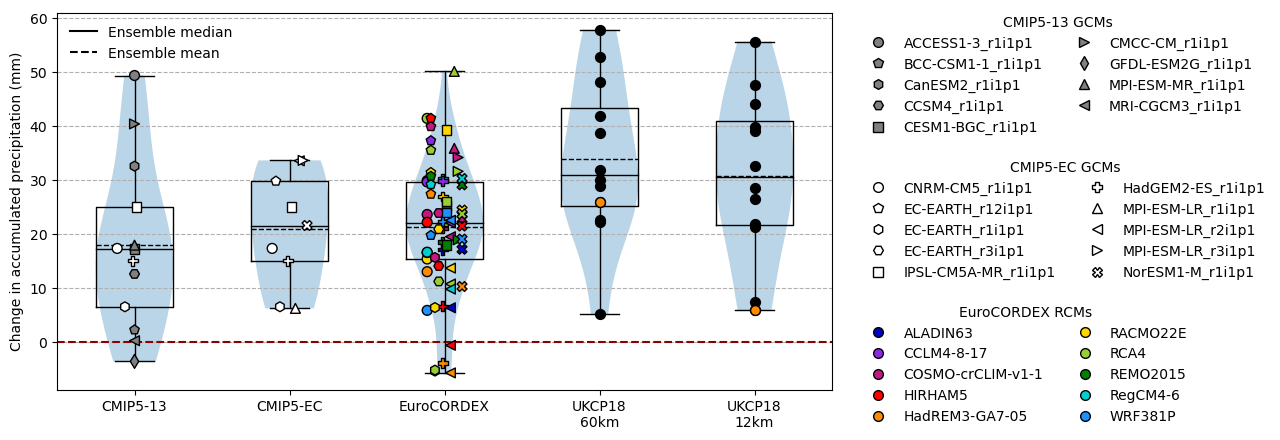 Change in accumulated precipitation (mm)
60
50
40
30
20
10
0
Ensemble median
Ensemble mean
CMIP5-13
CMIP5-EC
EuroCORDEX
UKCP18
60km
UKCP18
12km
CMIP5-13 GCMs
ACCESS1-3_r1i1p1
BCC-CSM1-1_r1i1p1
CanESM2_r1i1p1
CCSM4_r1i1p1
CESM1-BGC_r1i1p1
CMCC-CM_r1i1p1
GFDL-ESM2G_r1i1p1
MPI-ESM-MR_r1i1p1
MRI-CGCM3_r1i1p1
CMIP5-EC GCMs
CNRM-CM5_r1i1p1
EC-EARTH_r12i1p1
EC-EARTH_r1i1p1
EC-EARTH_r3i1p1
IPSL-CM5A-MR_r1i1p1
HadGEM2-ES_r1i1p1
MPI-ESM-LR_r1i1p1
MPI-ESM-LR_r2i1p1
MPI-ESM-LR_r3i1p1
NorESM1-M_r1i1p1
EuroCORDEX RCMs
ALADIN63
CCLM4-8-17
COSMO-crCLIM-v1-1
HIRHAM5
HadREM3-GA7-05
RACMO22E
RCA4
REMO2015
RegCM4-6
WRF381P